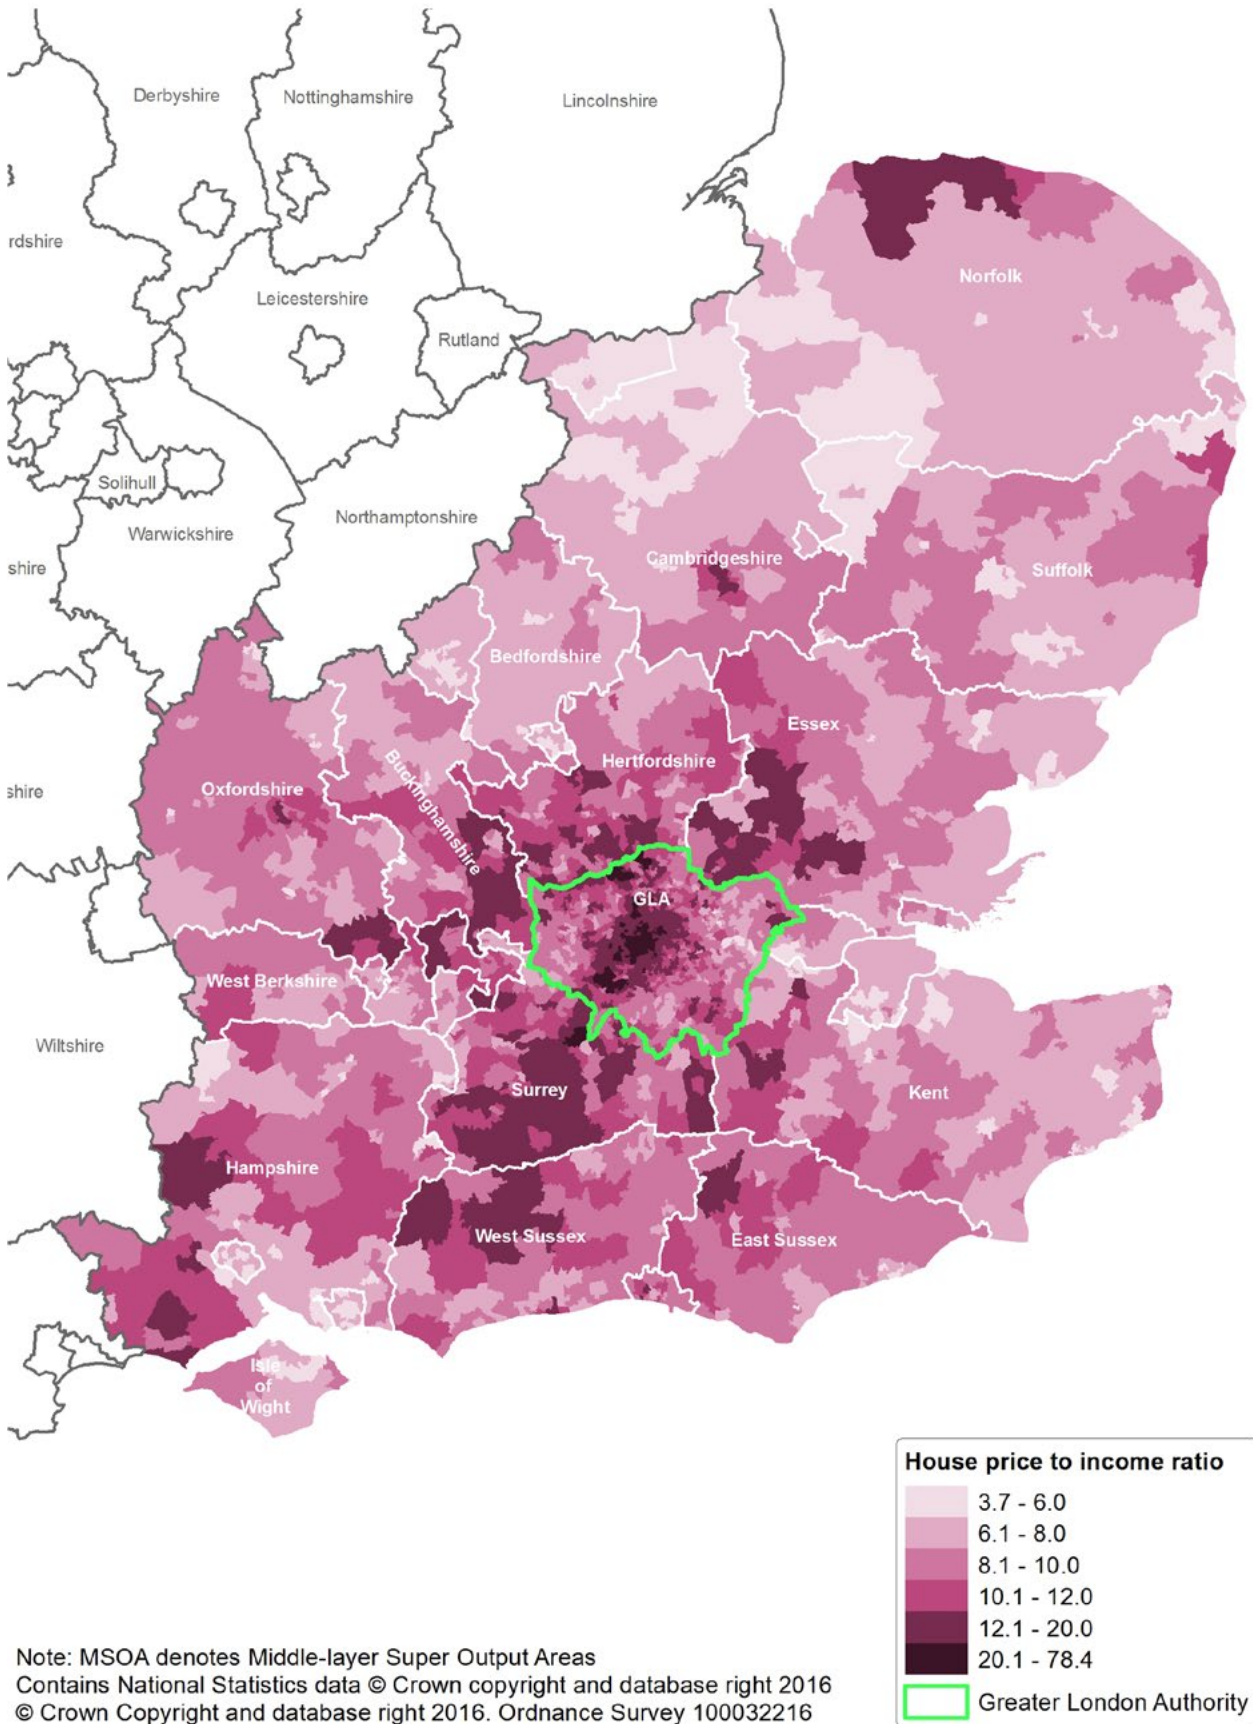 Derbyshire
Nottinghamshire
Lincolnshire
rdshire
Norfolk
Leicestershire
Rutland
Solihull
Northamptonshire
Warwickshire
shire
Cambridgeshire
Suffolk
Bedfordshire
Essex
Hertfordshire
Buckinghamshire
Oxfordshire
shire
GLA
West Berkshire
Wiltshire
Surrey
Kent
Hampshire
West Sussex
East Sussex
Isle
of
Wight
House price to income ratio
3.7 - 6.0
6.1 - 8.0
8.1 - 10.0
10.1 - 12.0
12.1 - 20.0
20.1 - 78.4
Greater London Authority
Note: MSOA denotes Middle-layer Super Output Areas
Contains National Statistics data © Crown copyright and database right 2016
© Crown Copyright and database right 2016. Ordnance Survey 100032216